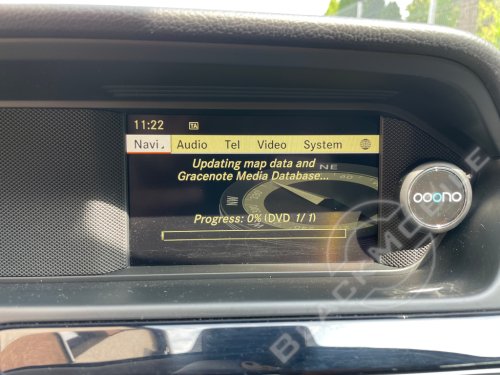 11:22 TA
Navi Audio Tel Video System
Updating map data and
Gracenote Media Database...
NE
Progress: 0% (DVD 1/1)
ooono